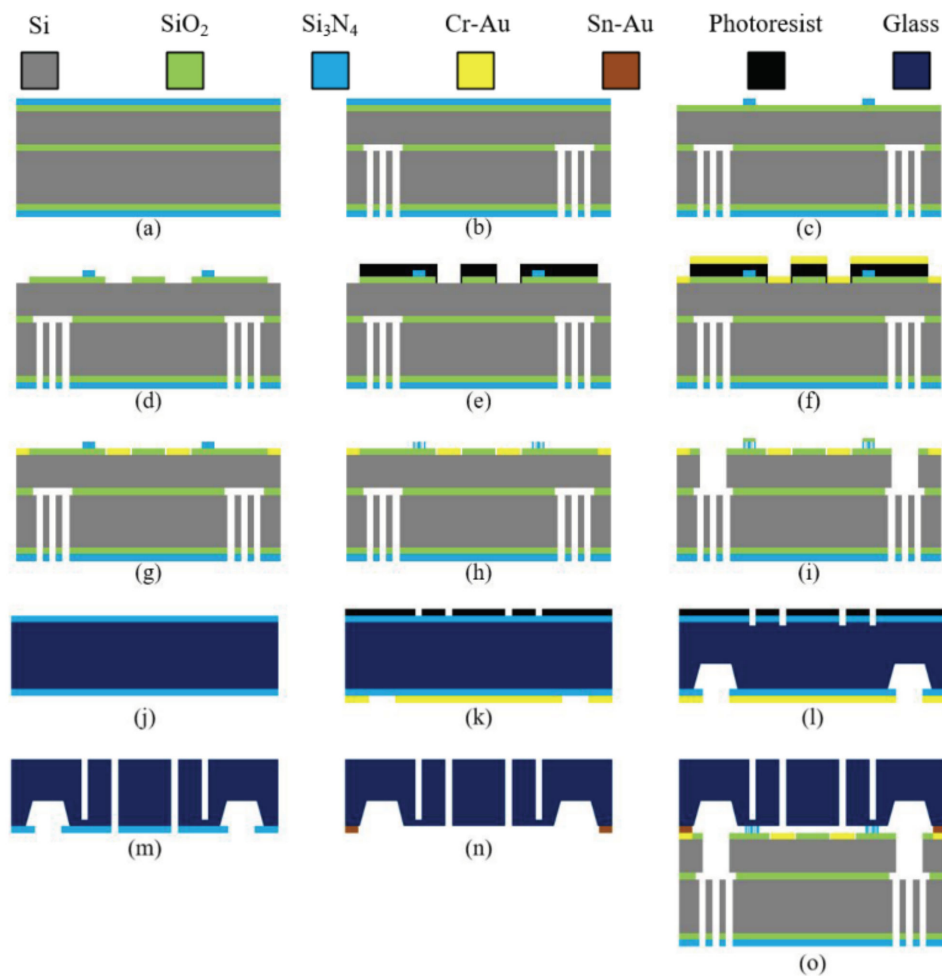 Si SiO₂ Si₃N₄ Cr-Au Sn-Au Photoresist Glass
(a) (b) (c)
(d) (e) (f)
(g) (h) (i)
(j) (k) (l)
(m) (n)
(o)